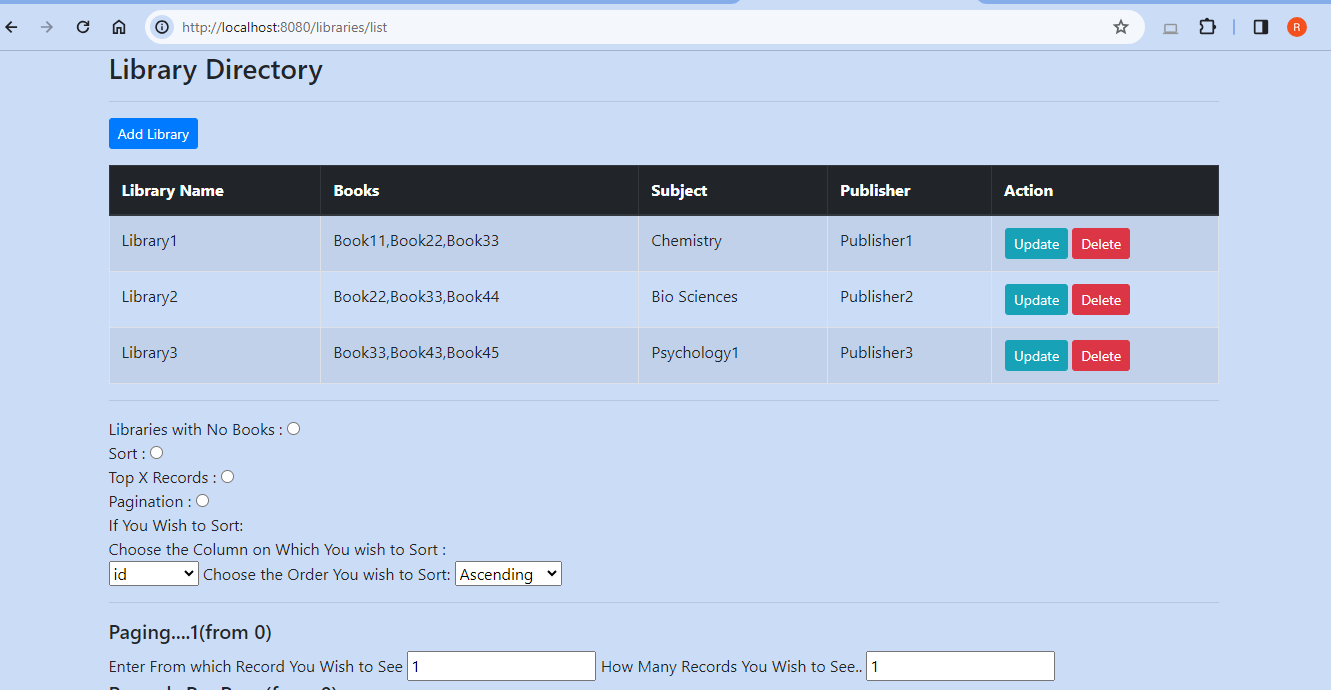 http://localhost:8080/libraries/list
R
Library Directory
Add Library
Library Name Books Subject Publisher Action
Library1 Book11,Book22,Book33 Chemistry Publisher1 Update Delete
Library2 Book22,Book33,Book44 Bio Sciences Publisher2 Update Delete
Library3 Book33,Book43,Book45 Psychology1 Publisher3 Update Delete
Libraries with No Books :
Sort :
Top X Records :
Pagination :
If You Wish to Sort:
Choose the Column on Which You wish to Sort :
id Choose the Order You wish to Sort: Ascending
Paging....1(from 0)
Enter From which Record You Wish to See 1 How Many Records You Wish to See.. 1